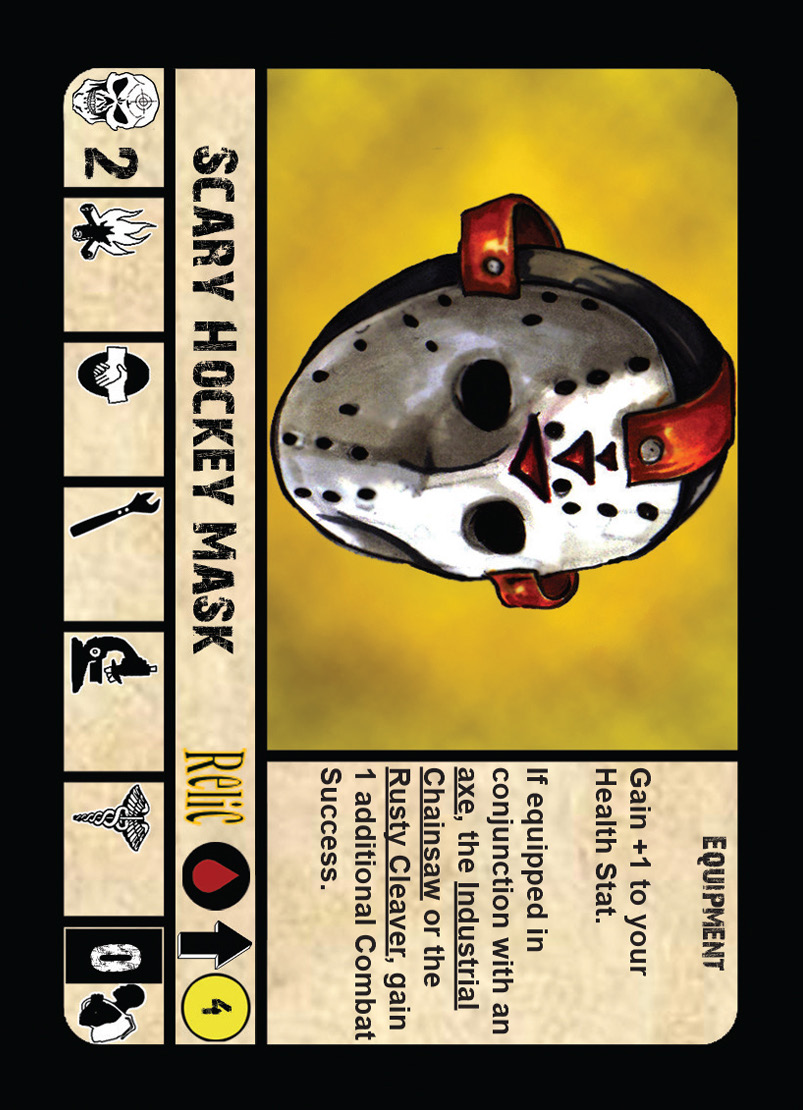 EQUIPMENT
Gain +1 to your
Health Stat.
If equipped in
conjunction with an
axe, the Industrial
Chainsaw or the
Rusty Cleaver, gain
1 additional Combat
Success.
SCARY HOCKEY MASK Relic 4
2 0